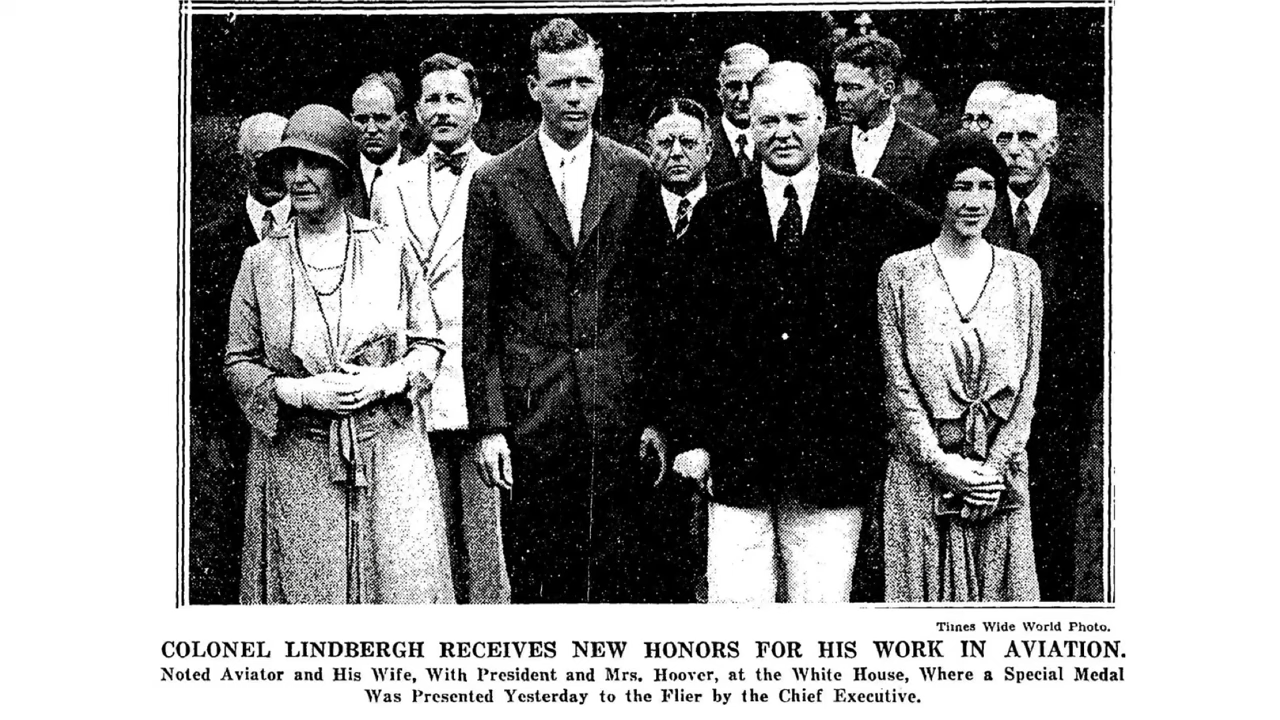 Times Wide World Photo.
COLONEL LINDBERGH RECEIVES NEW HONORS FOR HIS WORK IN AVIATION.
Noted Aviator and His Wife, With President and Mrs. Hoover, at the White House, Where a Special Medal
Was Presented Yesterday to the Flier by the Chief Executive.